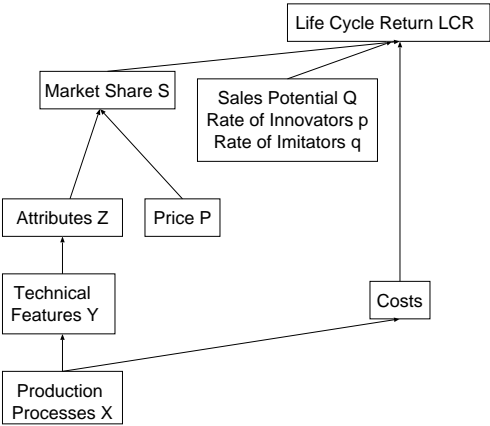 Life Cycle Return LCR
Market Share S
Sales Potential Q
Rate of Innovators p
Rate of Imitators q
Attributes Z
Price P
Technical
Features Y
Costs
Production
Processes X